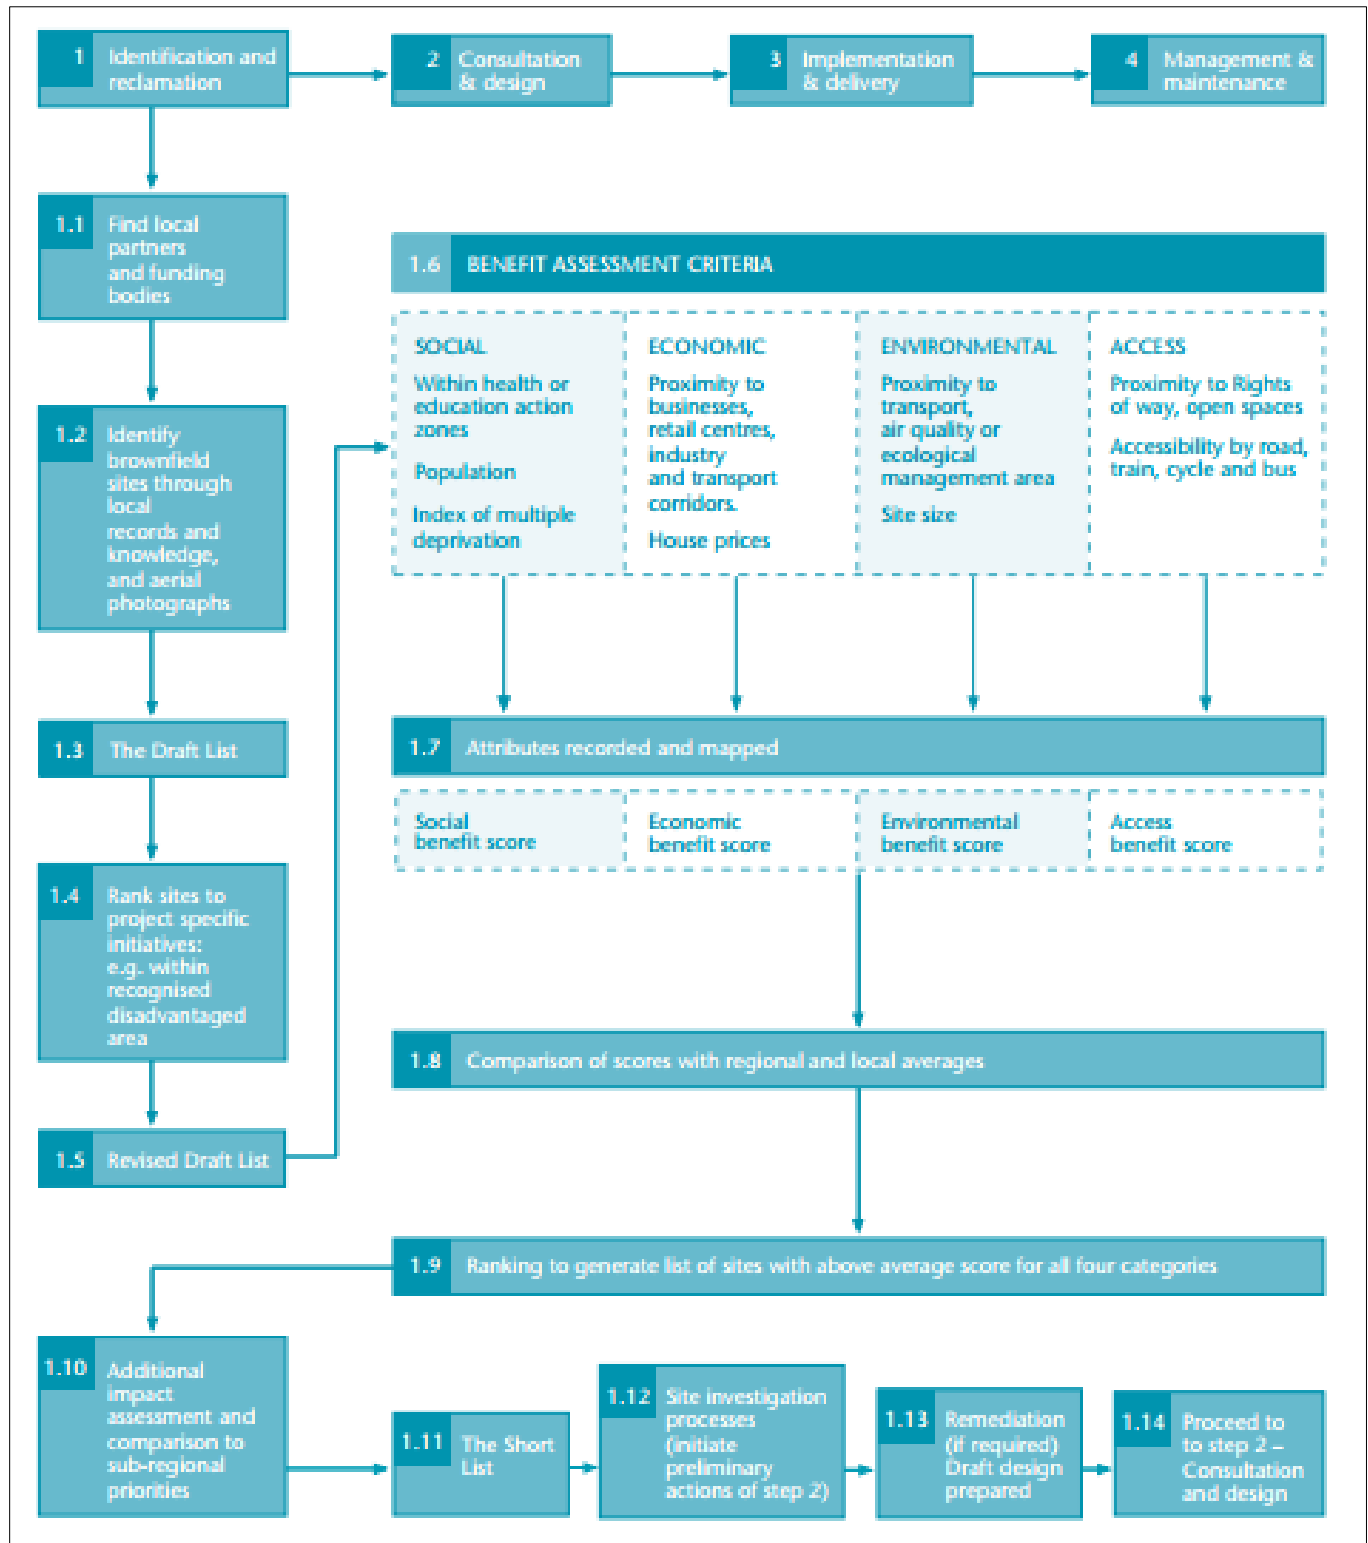 1 Identification and
reclamation
2 Consultation
& design
3 Implementation
& delivery
4 Management &
maintenance
1.1 Find local
partners
and funding
bodies
1.2 Identify
brownfield
sites through
local
records and
knowledge,
and aerial
photographs
1.3 The Draft List
1.4 Rank sites to
project specific
initiatives:
e.g. within
recognised
disadvantaged
area
1.5 Revised Draft List
1.6 BENEFIT ASSESSMENT CRITERIA
SOCIAL
Within health or
education action
zones
Population
Index of multiple
deprivation
ECONOMIC
Proximity to
businesses,
retail centres,
industry
and transport
corridors.
House prices
ENVIRONMENTAL
Proximity to
transport,
air quality or
ecological
management area
Site size
ACCESS
Proximity to Rights
of way, open spaces
Accessibility by road,
train, cycle and bus
1.7 Attributes recorded and mapped
Social
benefit score
Economic
benefit score
Environmental
benefit score
Access
benefit score
1.8 Comparison of scores with regional and local averages
1.9 Ranking to generate list of sites with above average score for all four categories
1.10 Additional
impact
assessment and
comparison to
sub-regional
priorities
1.11 The Short
List
1.12 Site investigation
processes
(initiate
preliminary
actions of step 2)
1.13 Remediation
(if required)
Draft design
prepared
1.14 Proceed to
to step 2 –
Consultation
and design